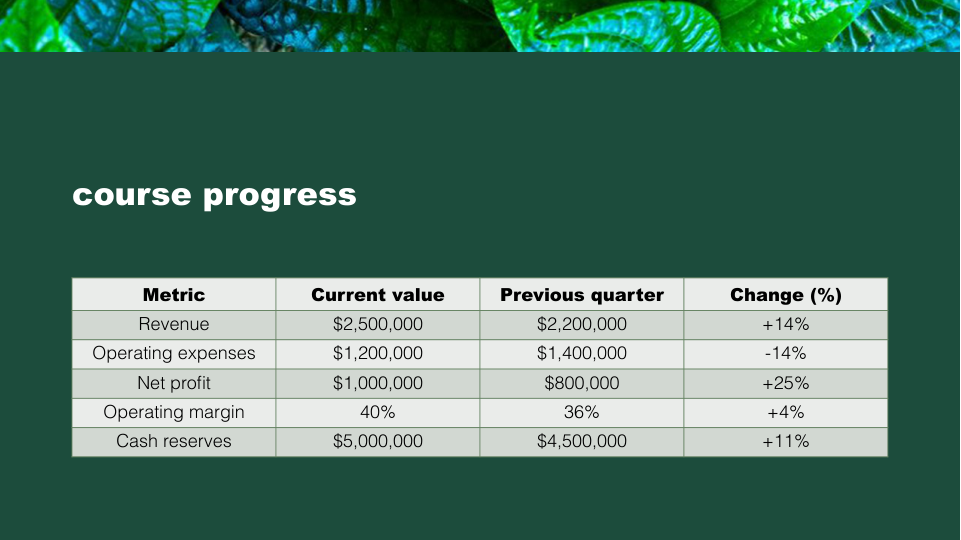 course progress
Metric Current value Previous quarter Change (%)
Revenue $2,500,000 $2,200,000 +14%
Operating expenses $1,200,000 $1,400,000 -14%
Net profit $1,000,000 $800,000 +25%
Operating margin 40% 36% +4%
Cash reserves $5,000,000 $4,500,000 +11%